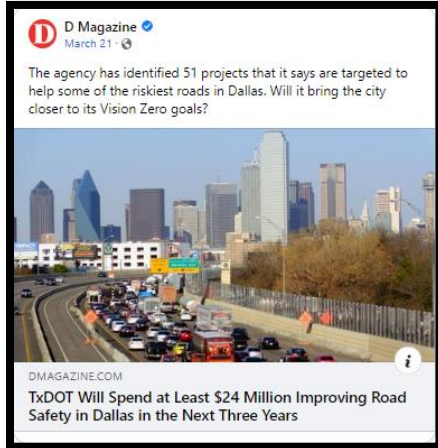 D Magazine
March 21 ·
The agency has identified 51 projects that it says are targeted to
help some of the riskiest roads in Dallas. Will it bring the city
closer to its Vision Zero goals?
i
DMAGAZINE.COM
TxDOT Will Spend at Least $24 Million Improving Road
Safety in Dallas in the Next Three Years